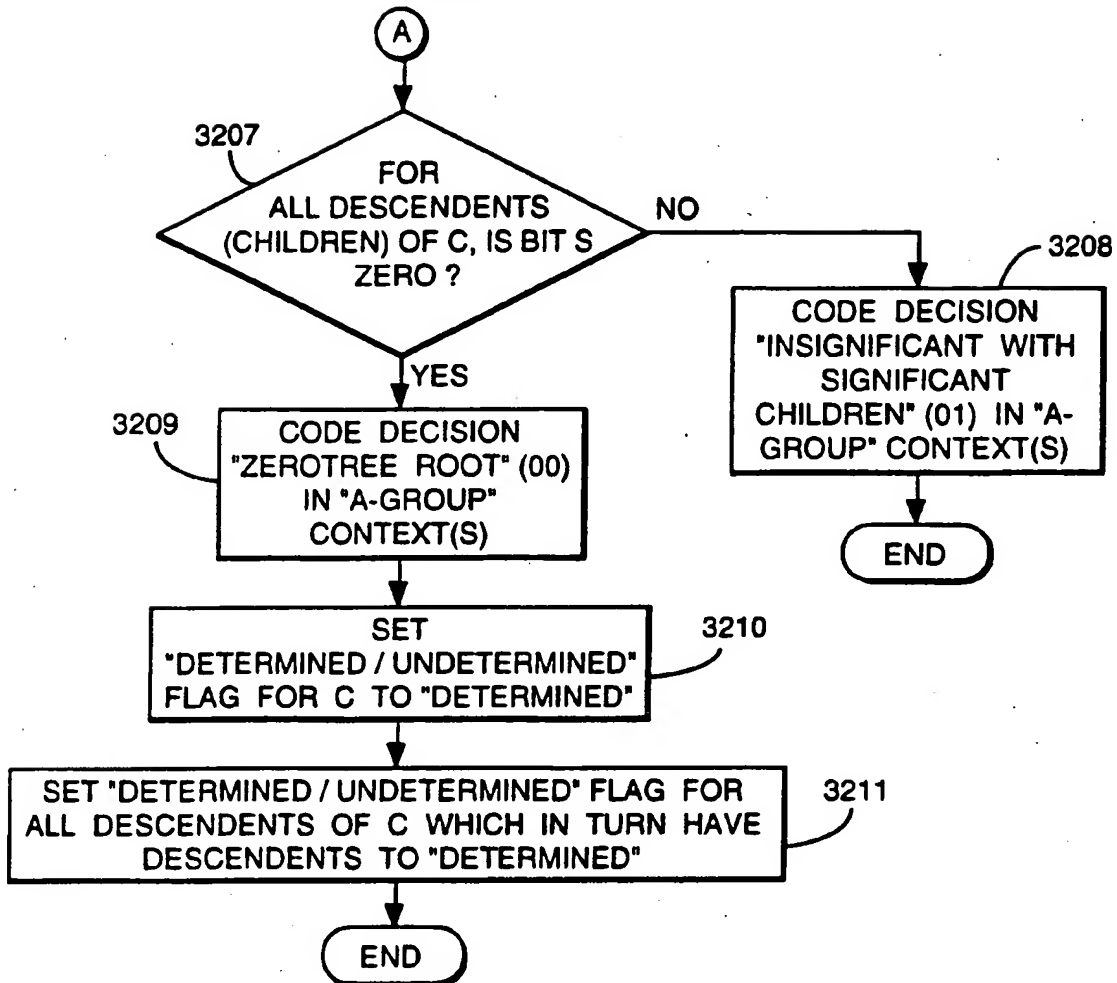 A
3207
FOR
ALL DESCENDENTS
(CHILDREN) OF C, IS BIT S
ZERO ?
NO
3208
CODE DECISION
"INSIGNIFICANT WITH
SIGNIFICANT
CHILDREN" (01) IN "A-
GROUP" CONTEXT(S)
END
YES
3209
CODE DECISION
"ZEROTREE ROOT" (00)
IN "A-GROUP"
CONTEXT(S)
SET
"DETERMINED / UNDETERMINED"
FLAG FOR C TO "DETERMINED"
3210
SET "DETERMINED / UNDETERMINED" FLAG FOR
ALL DESCENDENTS OF C WHICH IN TURN HAVE
DESCENDENTS TO "DETERMINED"
3211
END